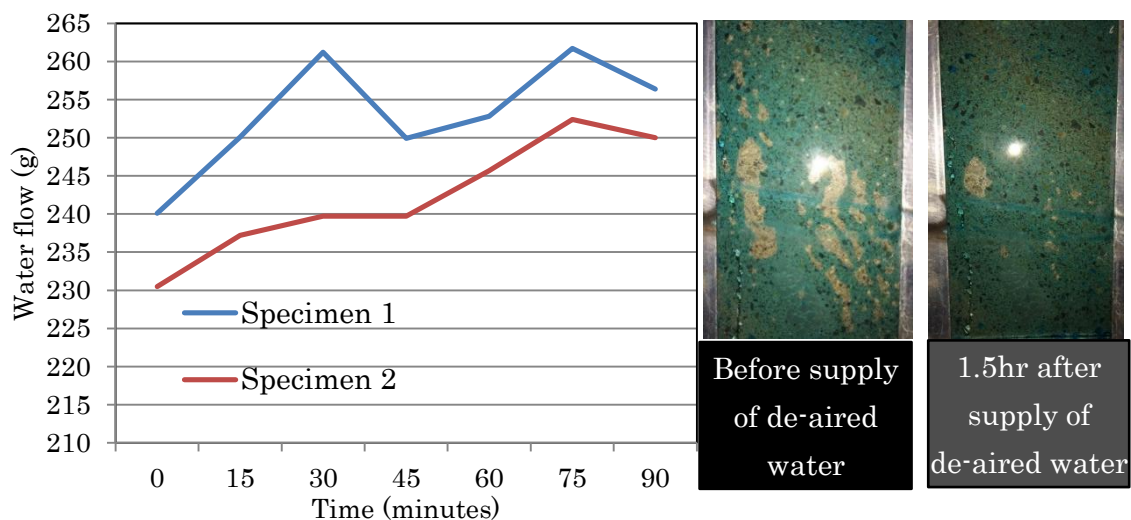 265
260
255
250
245
240
235
230
225
220
215
210
Water flow (g)
Specimen 1
Specimen 2
0 15 30 45 60 75 90
Time (minutes)
Before supply
of de-aired
water
1.5hr after
supply of
de-aired water